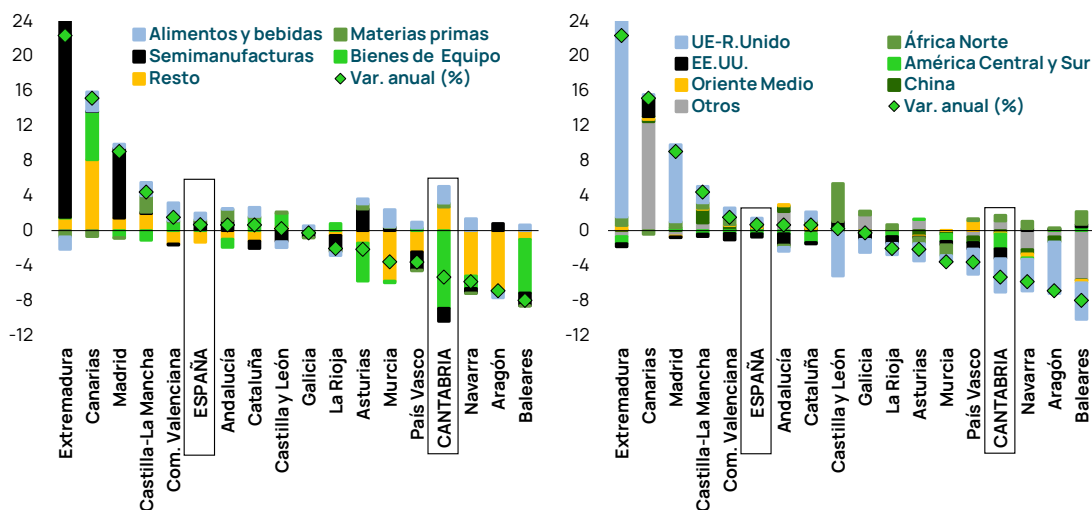 24
20
16
12
8
4
0
-4
-8
-12
Alimentos y bebidas
Materias primas
Semimanufacturas
Bienes de Equipo
Resto
Var. anual (%)
Extremadura
Canarias
Madrid
Castilla-La Mancha
Com. Valenciana
ESPAÑA
Andalucía
Cataluña
Castilla y León
Galicia
La Rioja
Asturias
Murcia
País Vasco
CANTABRIA
Navarra
Aragón
Baleares
24
20
16
12
8
4
0
-4
-8
-12
UE-R.Unido
África Norte
EE.UU.
América Central y Sur
Oriente Medio
China
Otros
Var. anual (%)
Extremadura
Canarias
Madrid
Castilla-La Mancha
Com. Valenciana
ESPAÑA
Andalucía
Cataluña
Castilla y León
Galicia
La Rioja
Asturias
Murcia
País Vasco
CANTABRIA
Navarra
Aragón
Baleares